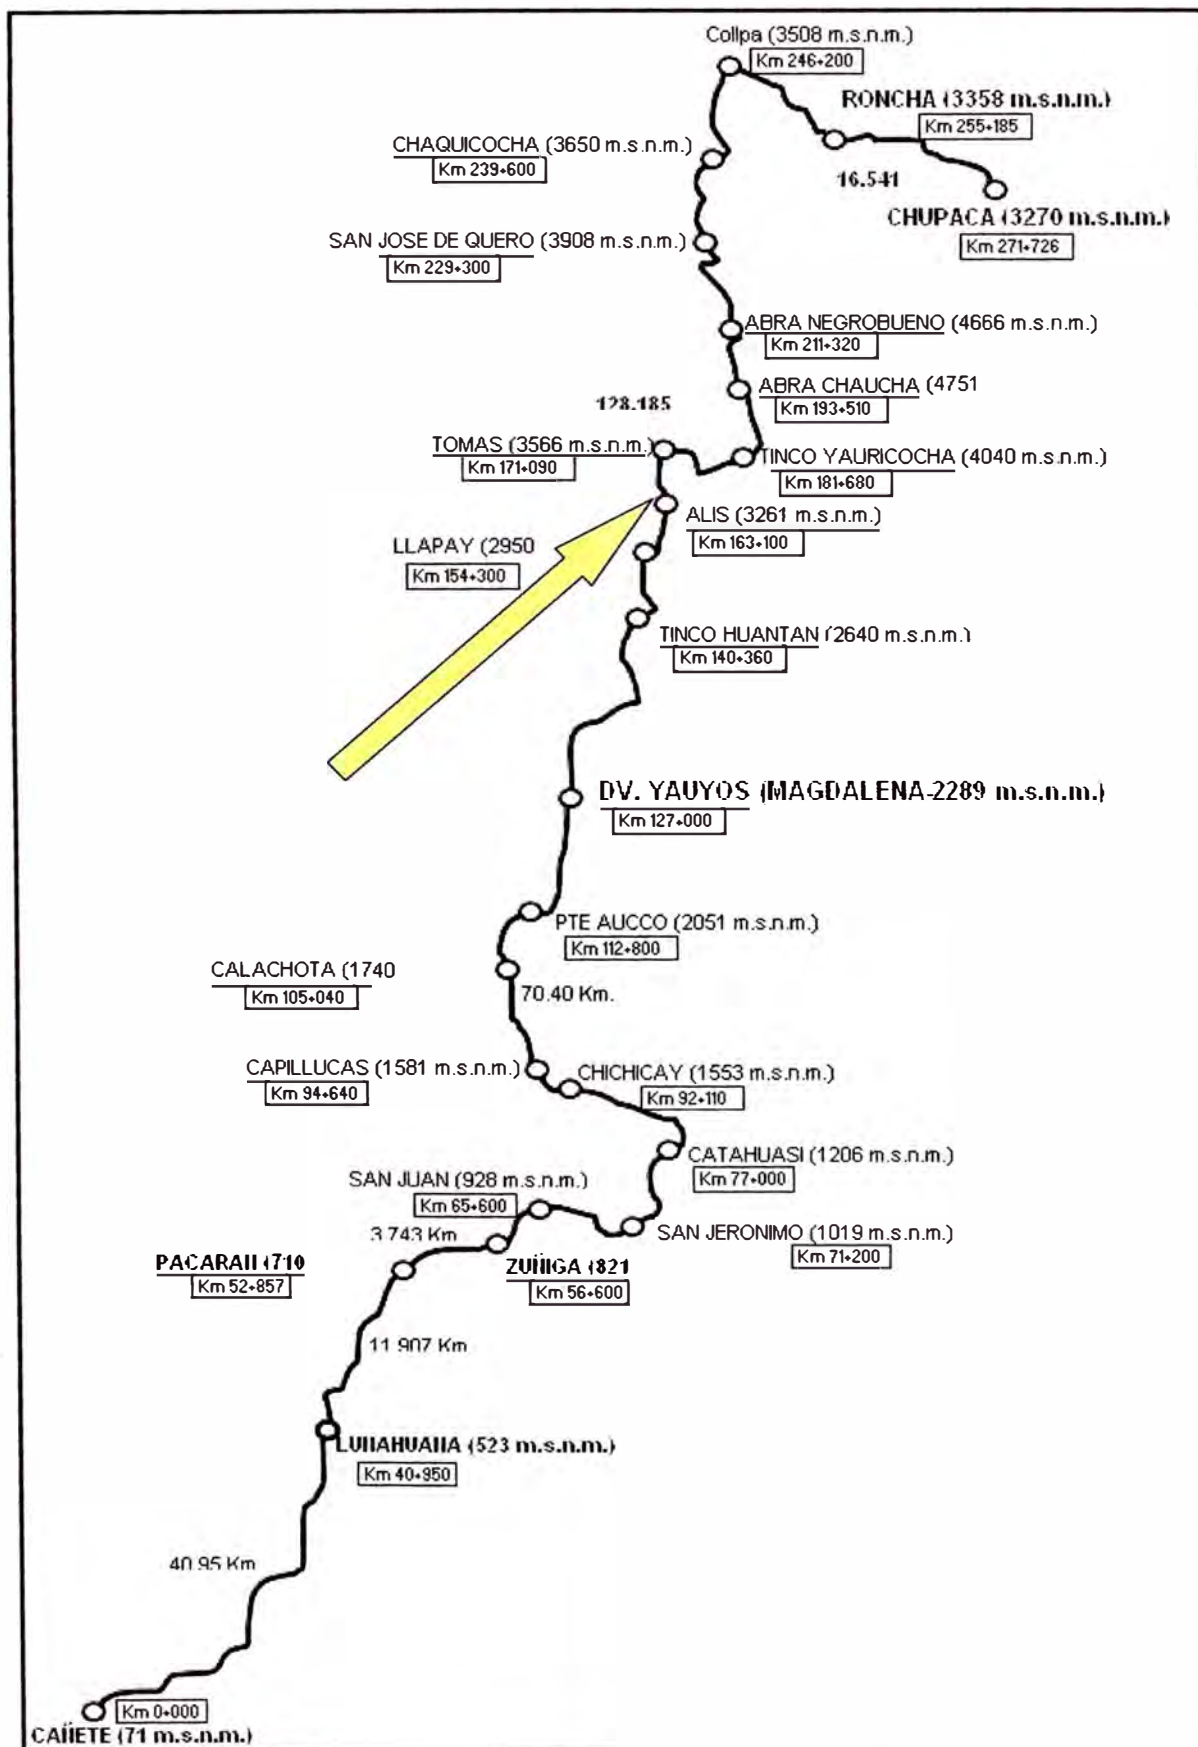 Collpa (3508 m.s.n.m.)
Km 246+200
RONCHA (3358 m.s.n.m.)
Km 255+185
CHAQUICOCHA (3650 m.s.n.m.)
Km 239+600
16.541
CHUPACA (3270 m.s.n.m.)
Km 271+726
SAN JOSE DE QUERO (3908 m.s.n.m.)
Km 229+300
ABRA NEGROBUENO (4666 m.s.n.m.)
Km 211+320
ABRA CHAUCHA (4751
Km 193+510
128.185
TOMAS (3566 m.s.n.m.)
Km 171+090
TINCO YAURICOCHA (4040 m.s.n.m.)
Km 181+680
ALIS (3261 m.s.n.m.)
Km 163+100
LLAPAY (2950
Km 154+300
TINCO HUANTAN (2640 m.s.n.m.)
Km 140+360
DV. YAUYOS (MAGDALENA-2289 m.s.n.m.)
Km 127+000
PTE AUCCO (2051 m.s.n.m.)
Km 112+800
CALACHOTA (1740
Km 105+040
70.40 Km.
CAPILLUCAS (1581 m.s.n.m.)
Km 94+640
CHICHICAY (1553 m.s.n.m.)
Km 92+110
CATAHUASI (1206 m.s.n.m.)
Km 77+000
SAN JUAN (928 m.s.n.m.)
Km 65+600
SAN JERONIMO (1019 m.s.n.m.)
Km 71+200
3.743 Km
PACARAN (710
Km 52+857
ZUÑIGA (821
Km 56+600
11.907 Km
LUNAHUANA (523 m.s.n.m.)
Km 40+950
40.95 Km
Km 0+000
CAÑETE (71 m.s.n.m.)